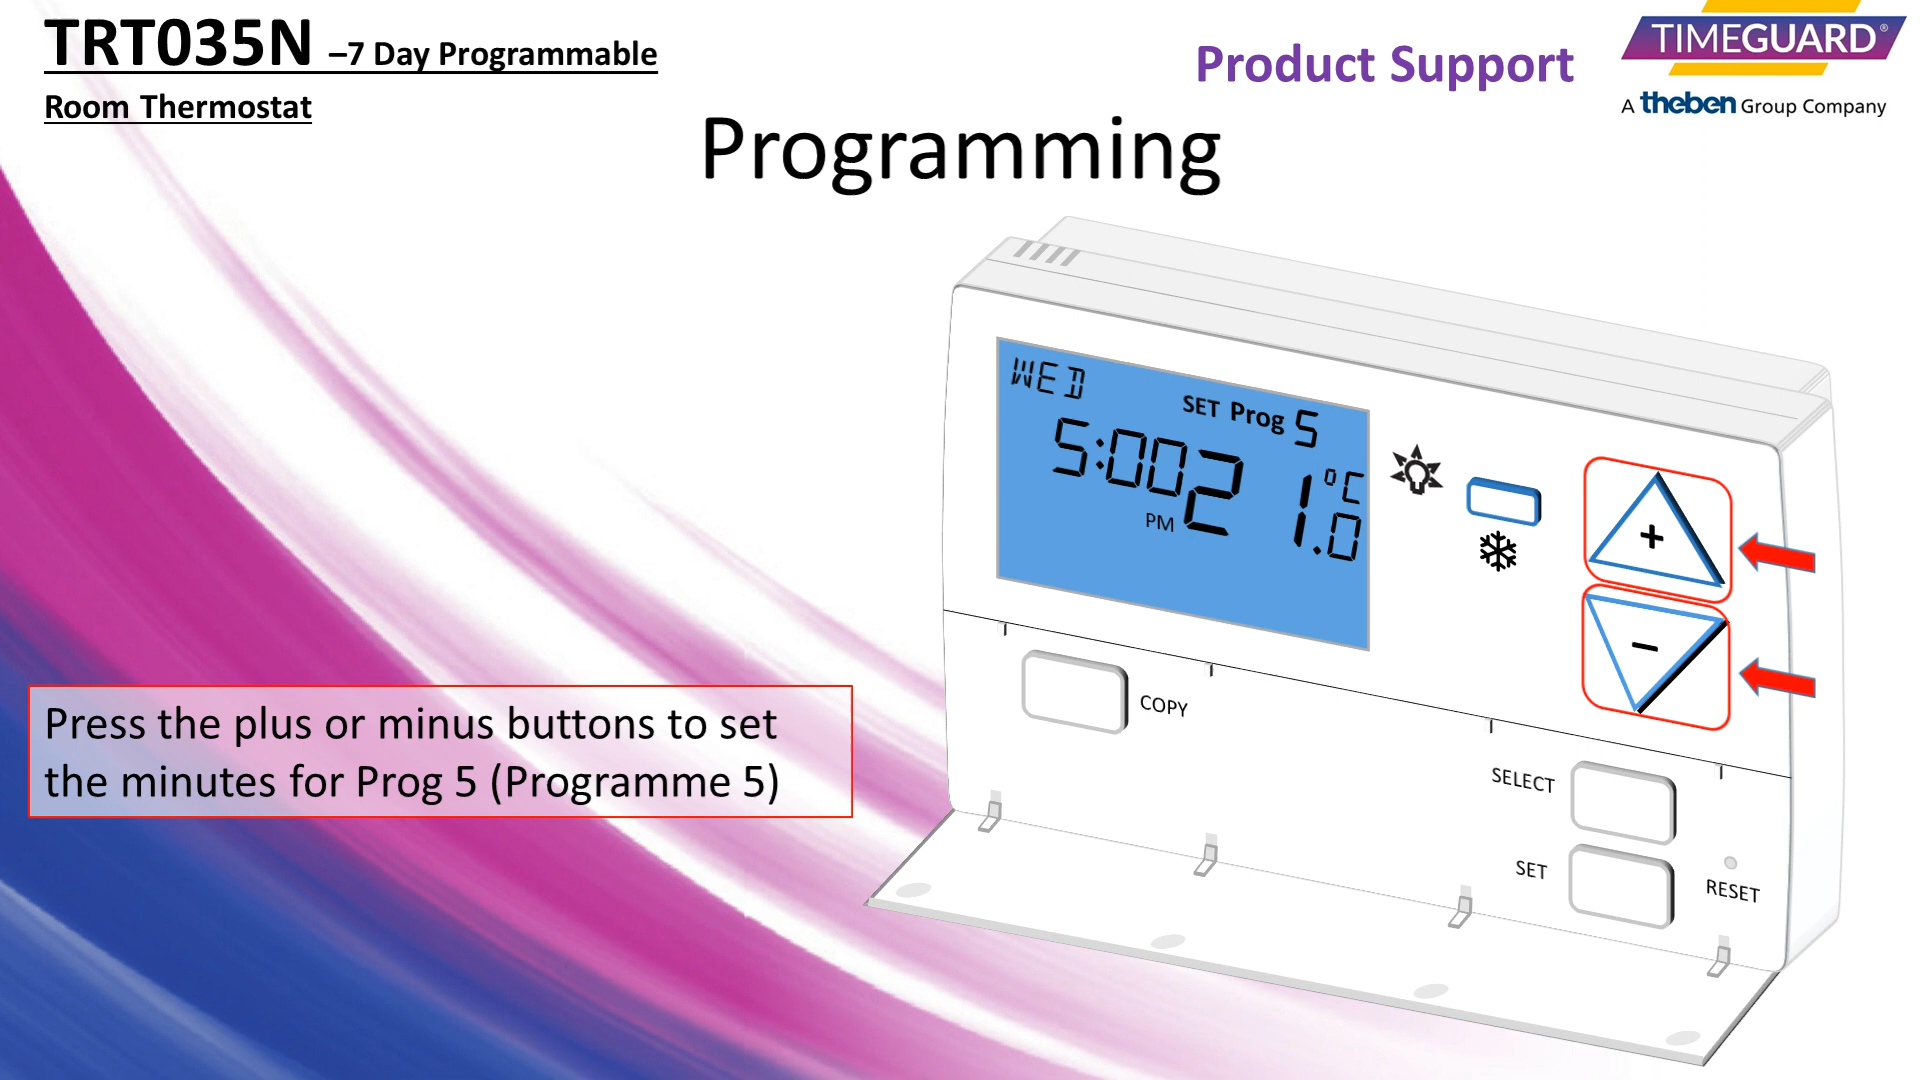 TRT035N –7 Day Programmable
Room Thermostat
Product Support
TIMEGUARD®
A theben Group Company
Programming
WED
SET Prog 5
5:00 21.0 °C
PM
+
−
COPY
Press the plus or minus buttons to set
the minutes for Prog 5 (Programme 5)
SELECT
SET
RESET